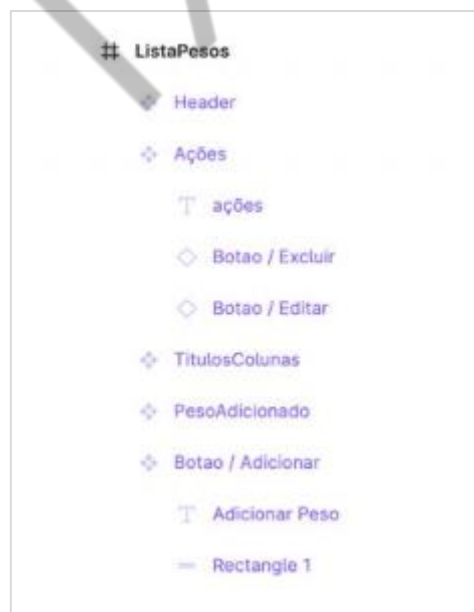 ListaPesos
Header
Ações
ações
Botao / Excluir
Botao / Editar
TitulosColunas
PesoAdicionado
Botao / Adicionar
Adicionar Peso
Rectangle 1